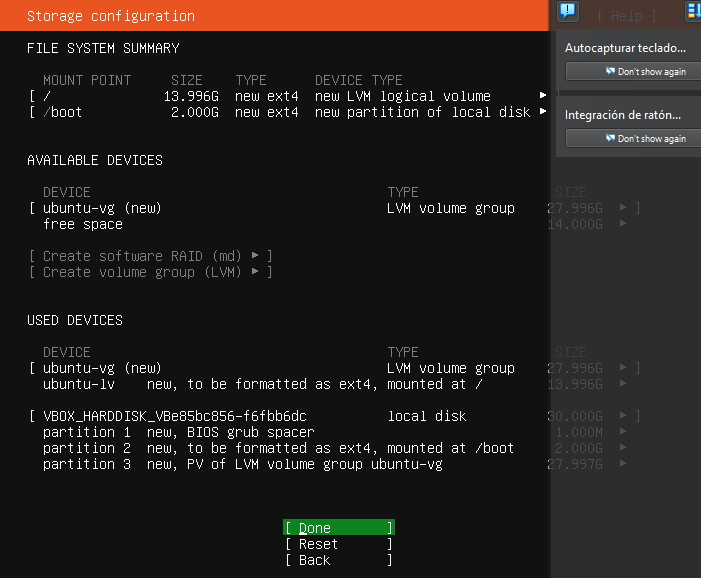 Storage configuration [ Help ]
FILE SYSTEM SUMMARY
MOUNT POINT SIZE TYPE DEVICE TYPE
[ / 13.996G new ext4 new LVM logical volume ▸
[ /boot 2.000G new ext4 new partition of local disk ▸
AVAILABLE DEVICES
DEVICE TYPE SIZE
[ ubuntu-vg (new) LVM volume group 27.996G ▸ ]
free space 14.000G ▸
[ Create software RAID (md) ▸ ]
[ Create volume group (LVM) ▸ ]
USED DEVICES
DEVICE TYPE SIZE
[ ubuntu-vg (new) LVM volume group 27.996G ▸ ]
ubuntu-lv new, to be formatted as ext4, mounted at / 13.996G ▸
[ VBOX_HARDDISK_VBe85bc856-f6fbb6dc local disk 30.000G ▸ ]
partition 1 new, BIOS grub spacer 1.000M ▸
partition 2 new, to be formatted as ext4, mounted at /boot 2.000G ▸
partition 3 new, PV of LVM volume group ubuntu-vg 27.997G ▸
[ Done ]
[ Reset ]
[ Back ]
Autocapturar teclado...
Don't show again
Integración de ratón...
Don't show again